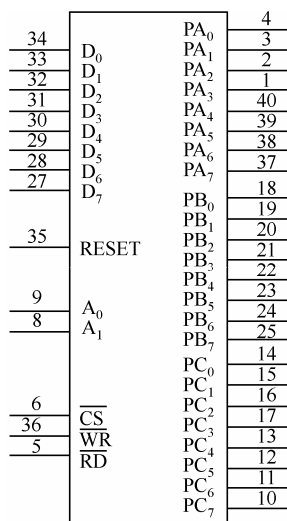 34 D₀
33 D₁
32 D₂
31 D₃
30 D₄
29 D₅
28 D₆
27 D₇
35 RESET
9 A₀
8 A₁
6 C̅S̅
36 W̅R̅
5 R̅D̅
PA₀ 4
PA₁ 3
PA₂ 2
PA₃ 1
PA₄ 40
PA₅ 39
PA₆ 38
PA₇ 37
PB₀ 18
PB₁ 19
PB₂ 20
PB₃ 21
PB₄ 22
PB₅ 23
PB₆ 24
PB₇ 25
PC₀ 14
PC₁ 15
PC₂ 16
PC₃ 17
PC₄ 13
PC₅ 12
PC₆ 11
PC₇ 10